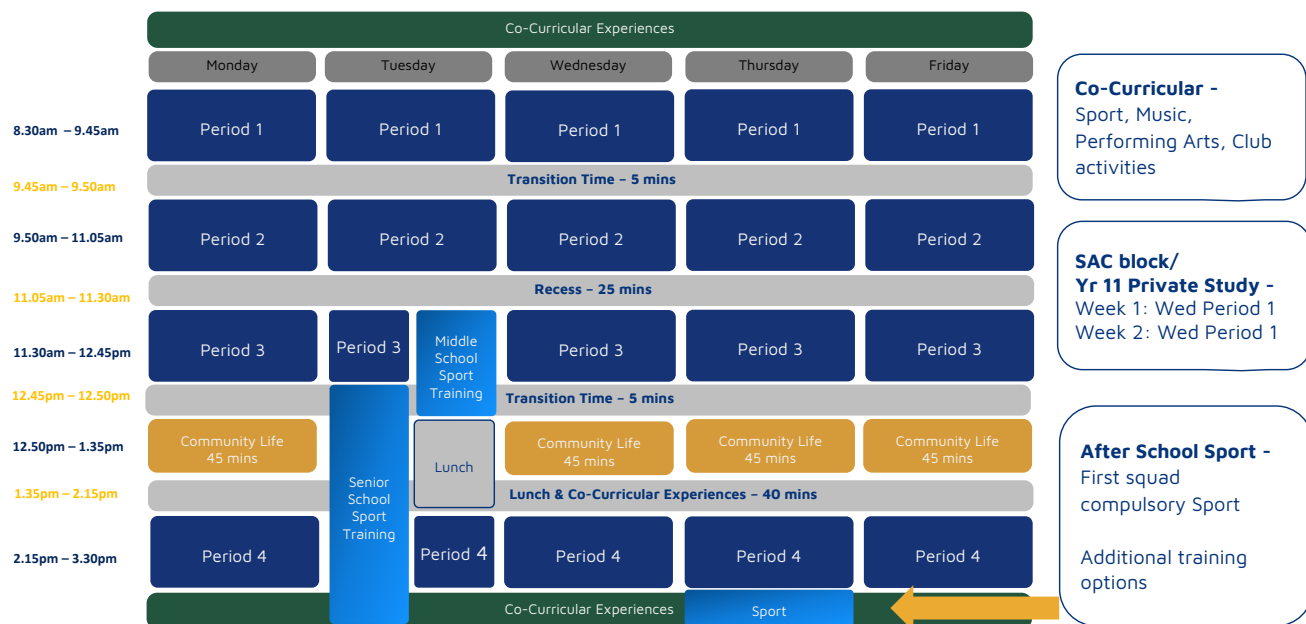 Co-Curricular Experiences
Monday
Tuesday
Wednesday
Thursday
Friday
8.30am – 9.45am
Period 1
Period 1
Period 1
Period 1
Period 1
9.45am – 9.50am
Transition Time – 5 mins
9.50am – 11.05am
Period 2
Period 2
Period 2
Period 2
Period 2
11.05am – 11.30am
Recess – 25 mins
11.30am – 12.45pm
Period 3
Period 3
Middle
School
Sport
Training
Period 3
Period 3
Period 3
12.45pm – 12.50pm
Transition Time – 5 mins
12.50pm – 1.35pm
Community Life
45 mins
Senior
School
Sport
Training
Lunch
Community Life
45 mins
Community Life
45 mins
Community Life
45 mins
1.35pm – 2.15pm
Lunch & Co-Curricular Experiences – 40 mins
2.15pm – 3.30pm
Period 4
Period 4
Period 4
Period 4
Period 4
Co-Curricular Experiences
Sport
Co-Curricular -
Sport, Music,
Performing Arts, Club
activities
SAC block/
Yr 11 Private Study -
Week 1: Wed Period 1
Week 2: Wed Period 1
After School Sport -
First squad
compulsory Sport
Additional training
options